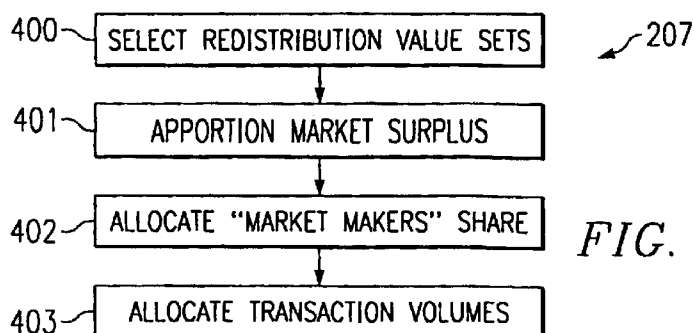 400 SELECT REDISTRIBUTION VALUE SETS
207
401 APPORTION MARKET SURPLUS
402 ALLOCATE "MARKET MAKERS" SHARE
FIG.
403 ALLOCATE TRANSACTION VOLUMES